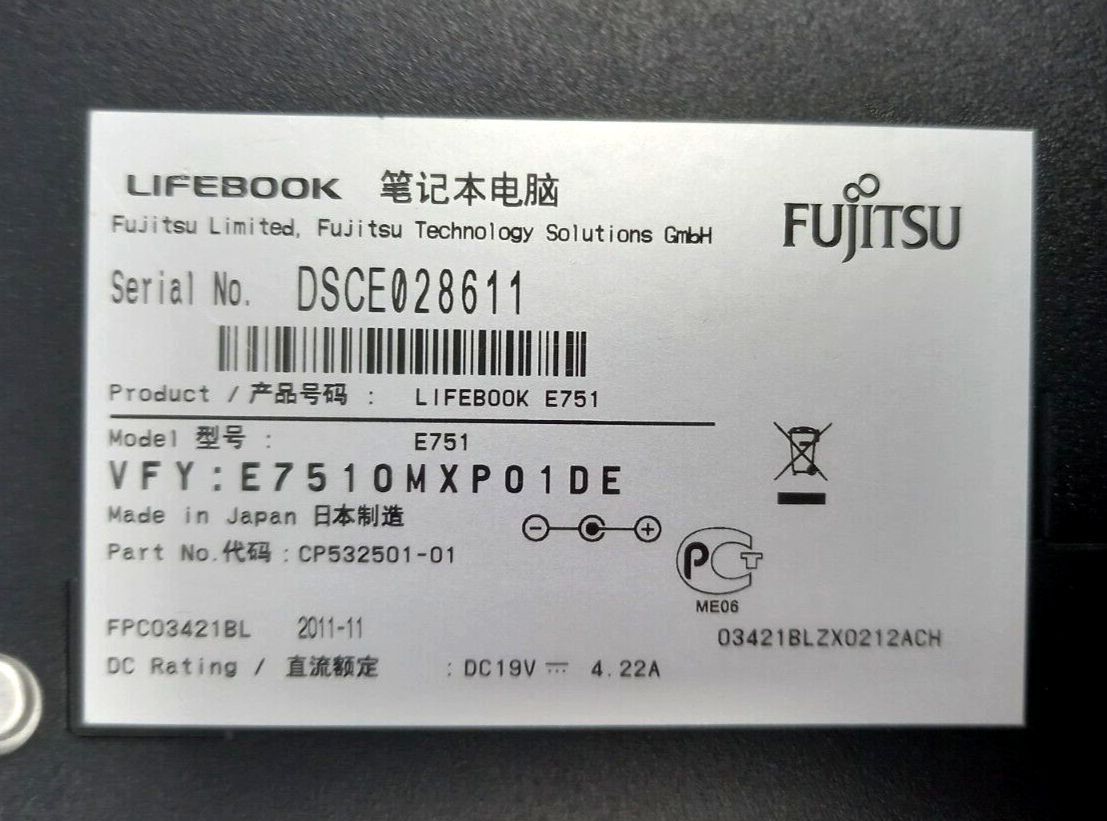 LIFEBOOK 笔记本电脑
FUJITSU
Fujitsu Limited, Fujitsu Technology Solutions GmbH
Serial No. DSCE028611
Product / 产品号码 : LIFEBOOK E751
Model 型号 : E751
VFY:E7510MXP01DE
Made in Japan 日本制造
Part No.代码 : CP532501-01
PCT
ME06
FPC03421BL 2011-11
03421BLZX0212ACH
DC Rating / 直流额定 : DC19V ⎓ 4.22A